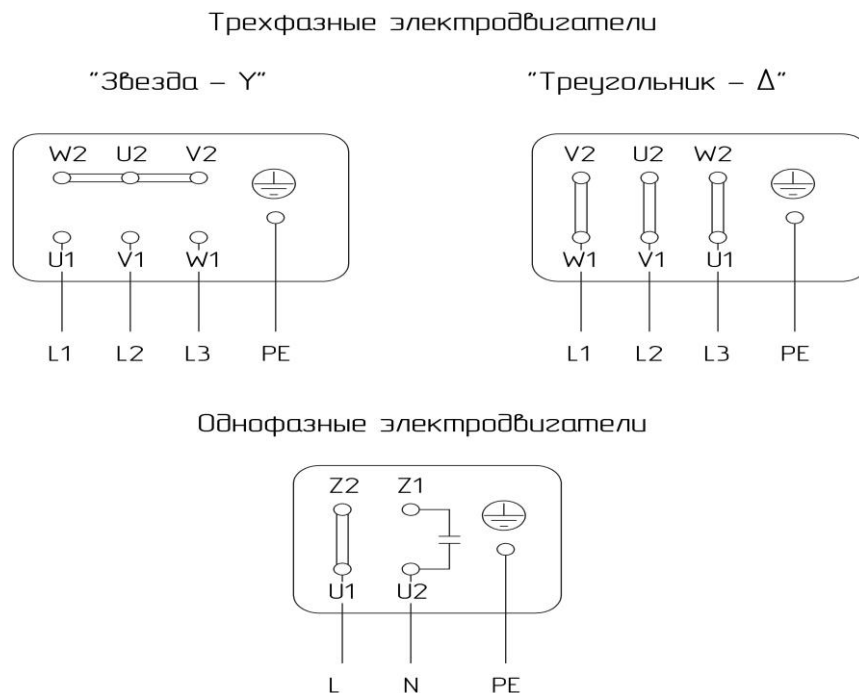 Трехфазные электродвигатели
"Звезда – Y"
"Треугольник – Δ"
W2 U2 V2
U1 V1 W1
L1 L2 L3 PE
V2 U2 W2
W1 V1 U1
L1 L2 L3 PE
Однофазные электродвигатели
Z2 Z1
U1 U2
L N PE